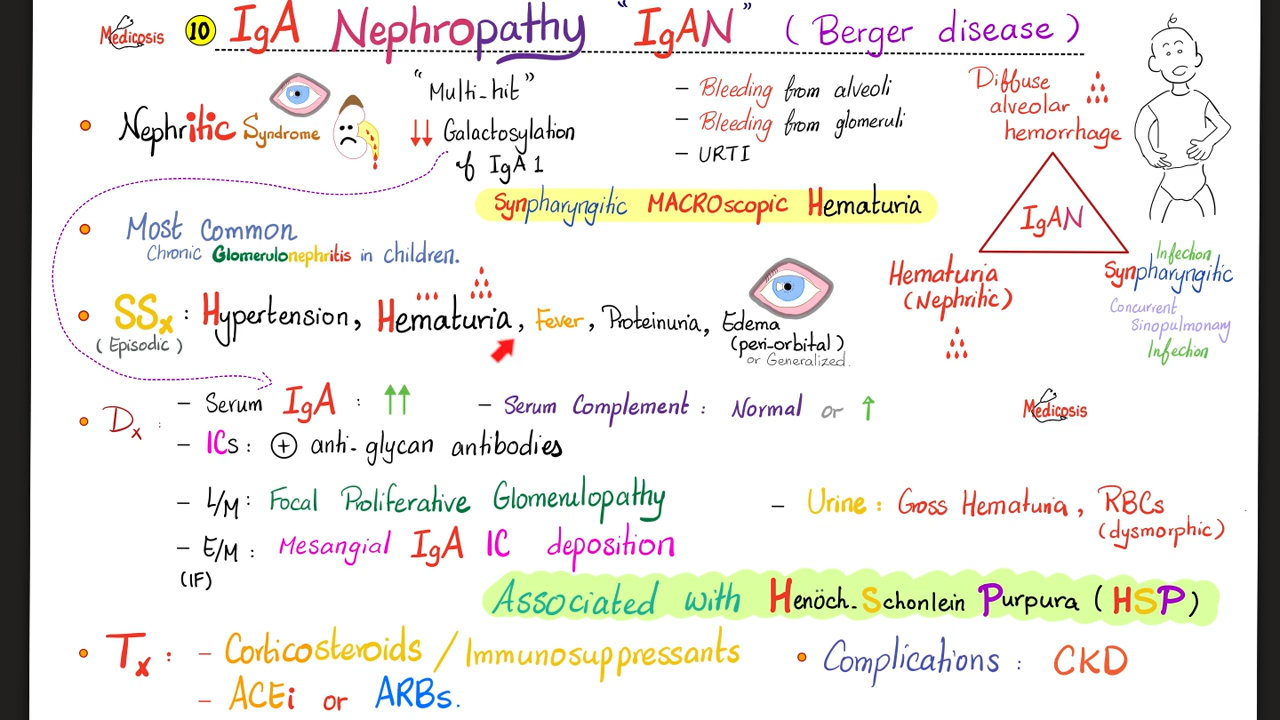 Medicosis 10 IgA Nephropathy "IgAN" (Berger disease)
Nephritic Syndrome
"Multi-hit"
↓↓ Galactosylation
of IgA 1
- Bleeding from alveoli
- Bleeding from glomeruli
- URTI
Diffuse
alveolar
hemorrhage
Synpharyngitic MACROscopic Hematuria
IgAN
Hematuria
(Nephritic)
Infection
Synpharyngitic
Concurrent
Sinopulmonary
Infection
• Most Common
Chronic Glomerulonephritis in children.
• SSx : Hypertension, Hematuria, Fever, Proteinuria, Edema
(Episodic)
(peri-orbital)
or Generalized.
• Dx :
- Serum IgA : ↑↑
- Serum Complement : Normal or ↑
Medicosis
- ICs : ⊕ anti-glycan antibodies
- L/M : Focal Proliferative Glomerulopathy
- Urine : Gross Hematuria, RBCs
(dysmorphic)
- E/M : Mesangial IgA IC deposition
(IF)
Associated with Henöch-Schonlein Purpura (HSP)
• Tx : - Corticosteroids / Immunosuppressants
- ACEi or ARBs.
• Complications : CKD